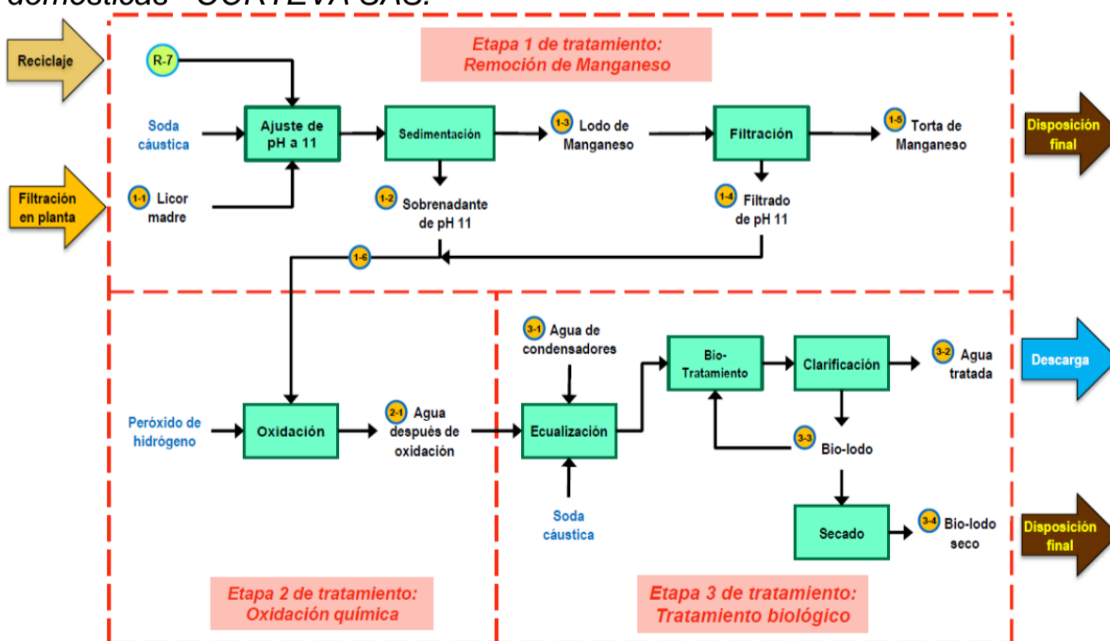 domésticas - CORTEVA SAS.
Etapa 1 de tratamiento:
Remoción de Manganeso
Reciclaje
R-7
Soda
cáustica
Ajuste de
pH a 11
Sedimentación
1-3 Lodo de
Manganeso
Filtración
1-5 Torta de
Manganeso
Disposición
final
Filtración
en planta
1-1 Licor
madre
1-2 Sobrenadante
de pH 11
1-4 Filtrado
de pH 11
1-6
3-1 Agua de
condensadores
Bio-
Tratamiento
Clarificación
3-2 Agua
tratada
Descarga
Peróxido de
hidrógeno
Oxidación
2-1 Agua
después de
oxidación
Ecualización
3-3 Bio-lodo
Soda
cáustica
Secado
3-4 Bio-lodo
seco
Disposición
final
Etapa 2 de tratamiento:
Oxidación química
Etapa 3 de tratamiento:
Tratamiento biológico